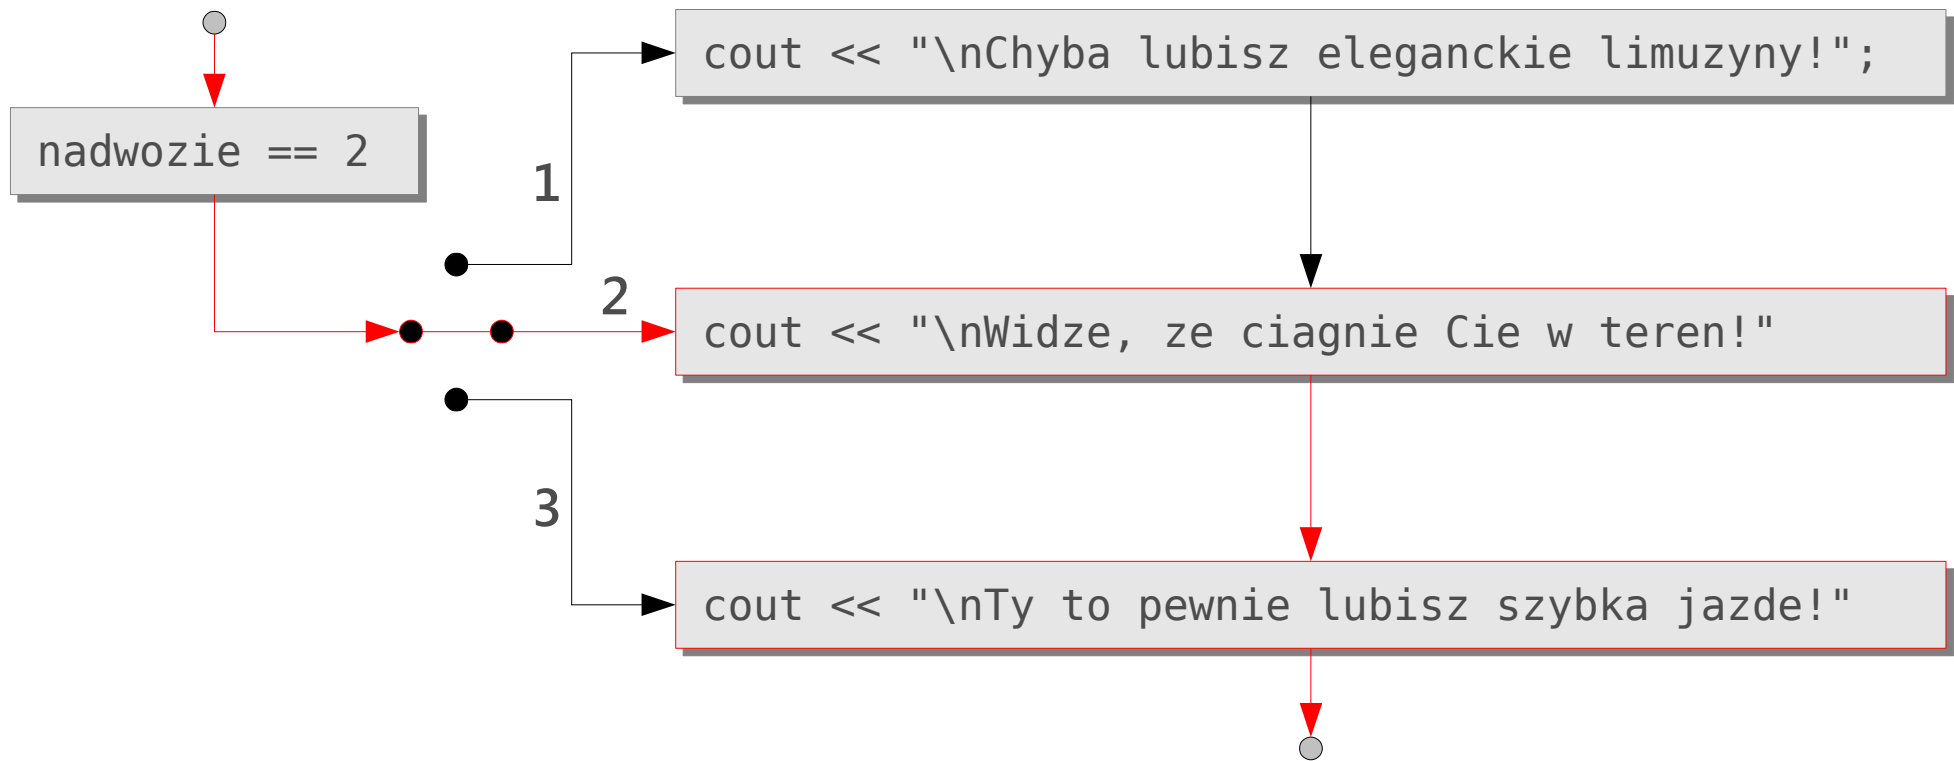 cout << "\nChyba lubisz eleganckie limuzyny!";
nadwozie == 2
1
2
cout << "\nWidze, ze ciagnie Cie w teren!"
3
cout << "\nTy to pewnie lubisz szybka jazde!"